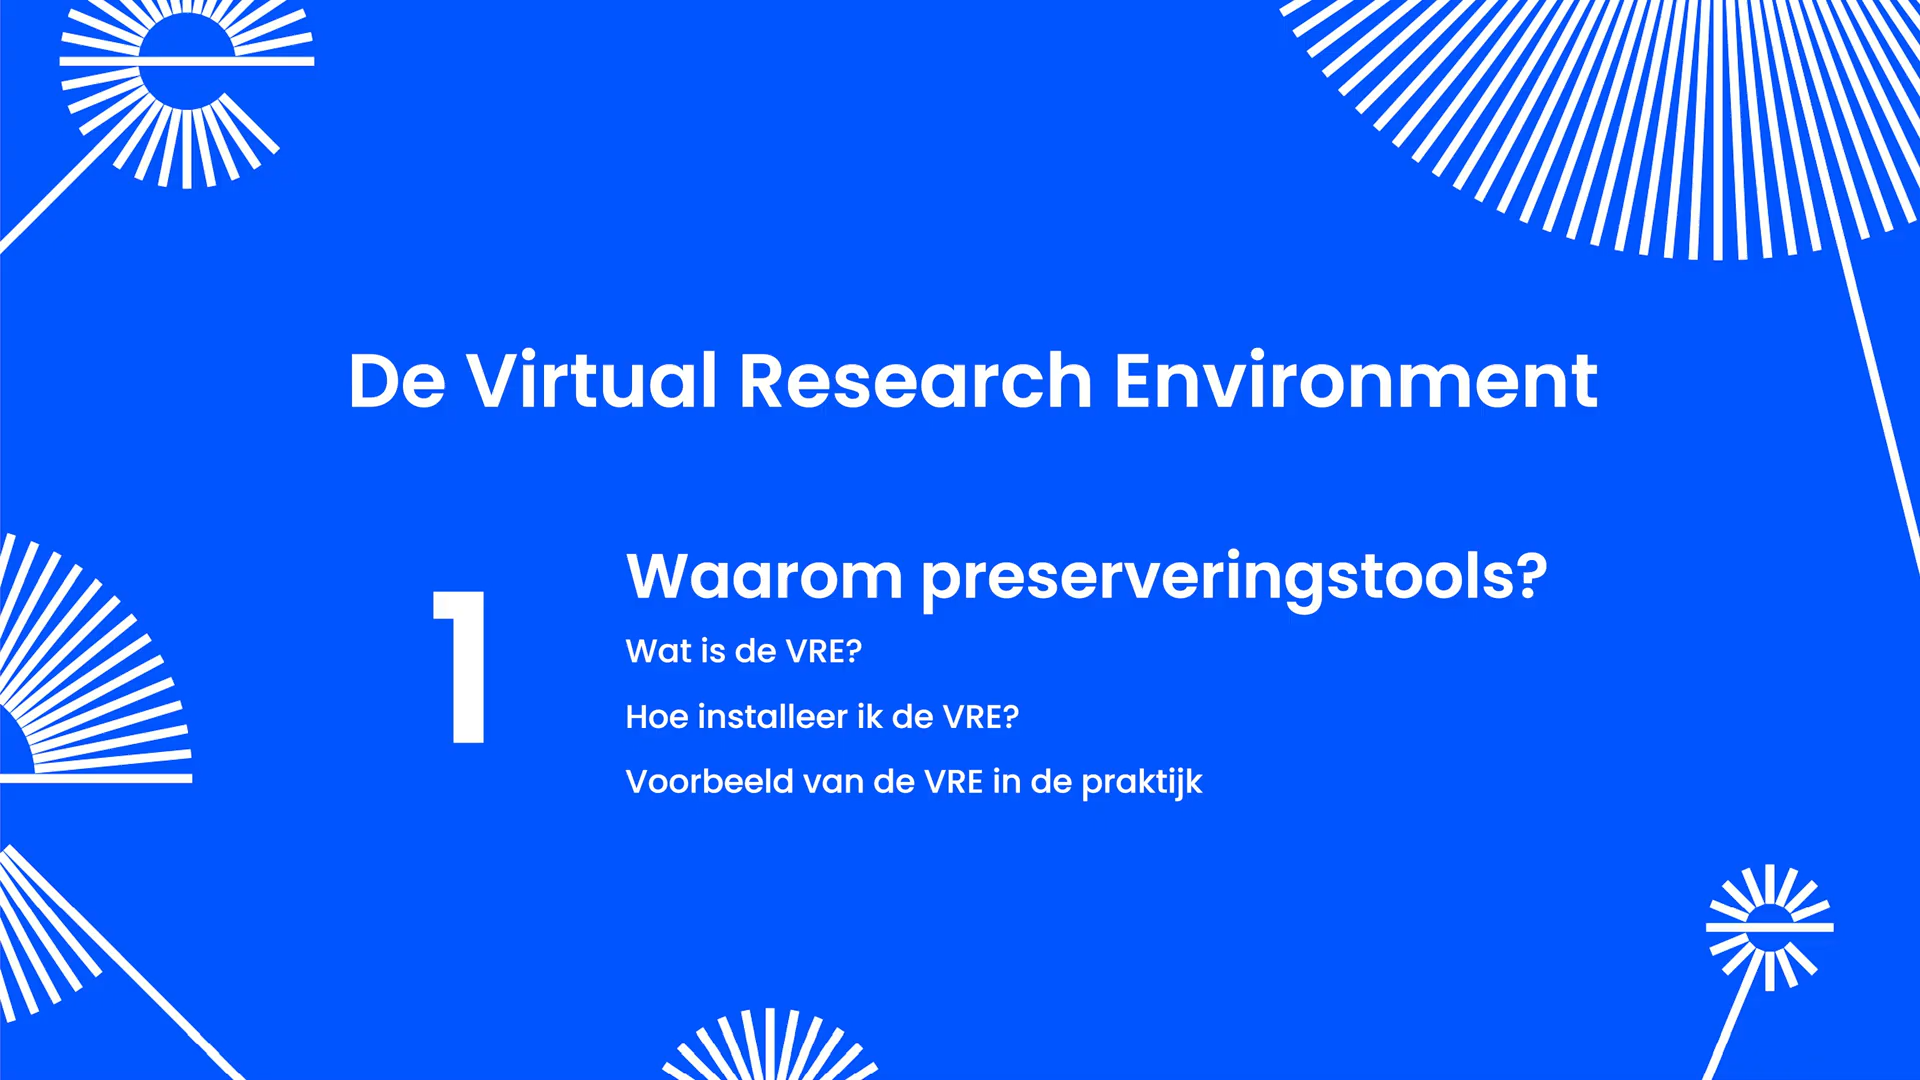 De Virtual Research Environment
1
Waarom preserveringstools?
Wat is de VRE?
Hoe installeer ik de VRE?
Voorbeeld van de VRE in de praktijk